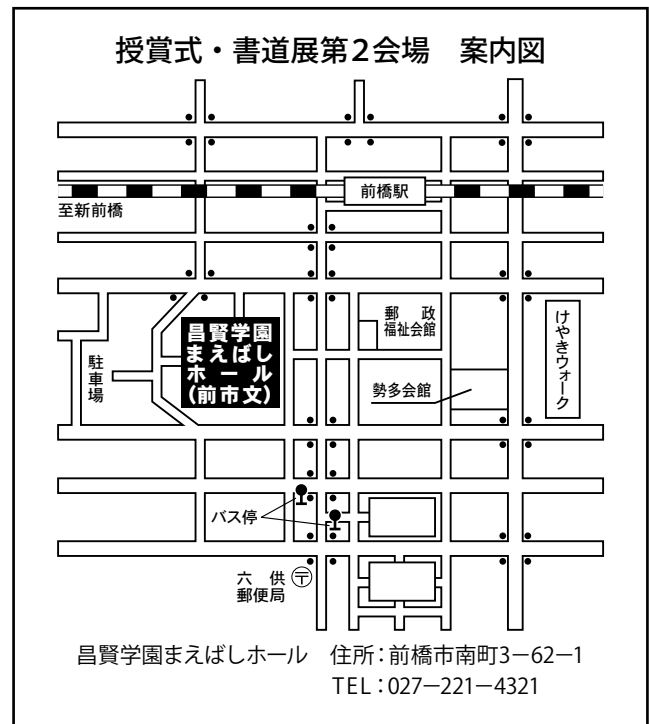 授賞式・書道展第2会場　案内図
前橋駅
至新前橋
郵　政
福祉会館
けやきウォーク
昌賢学園
まえばし
ホール
(前市文)
駐車場
勢多会館
バス停
六　供
郵便局
〒
昌賢学園まえばしホール　住所：前橋市南町3－62－1
TEL：027－221－4321